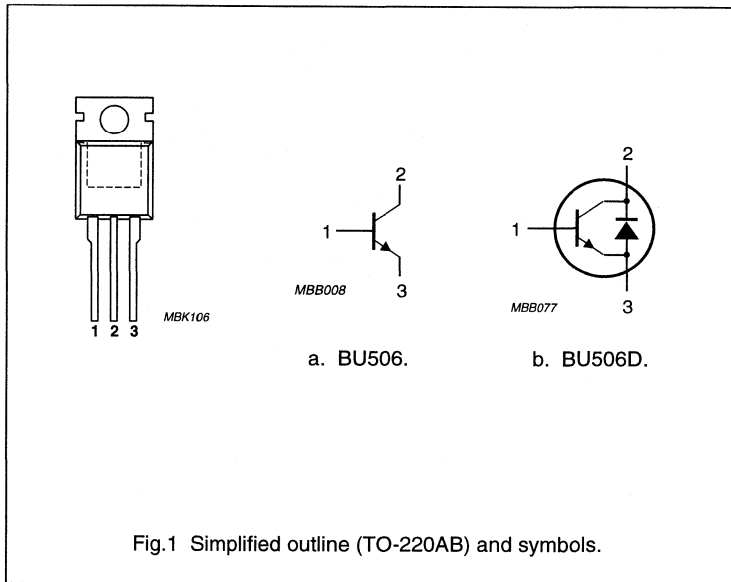 1 2 3
MBK106
2
1
3
MBB008
a. BU506.
2
1
3
MBB077
b. BU506D.
Fig.1 Simplified outline (TO-220AB) and symbols.